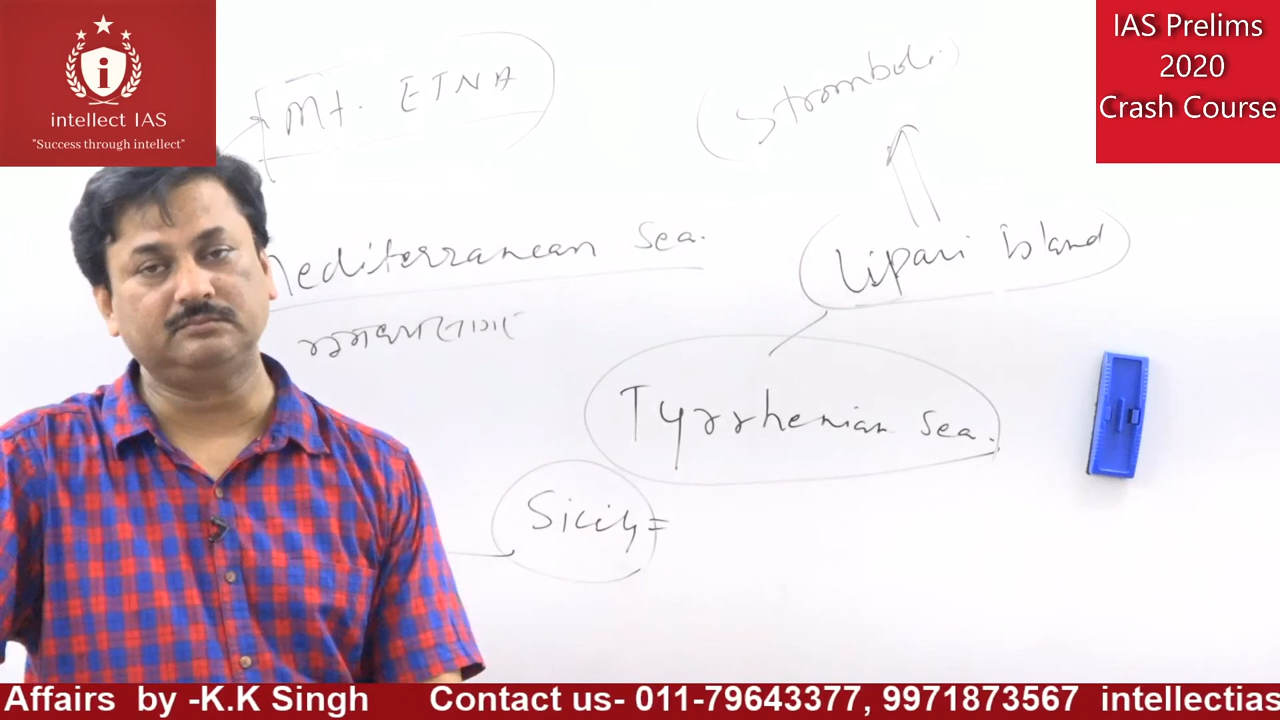 intellect IAS
"Success through intellect"
IAS Prelims
2020
Crash Course
Mt. ETNA
Stromboli
Mediterranean Sea.
Lipari island
Tyrrhenian Sea.
Sicily =
Affairs by -K.K Singh Contact us- 011-79643377, 9971873567 intellectias